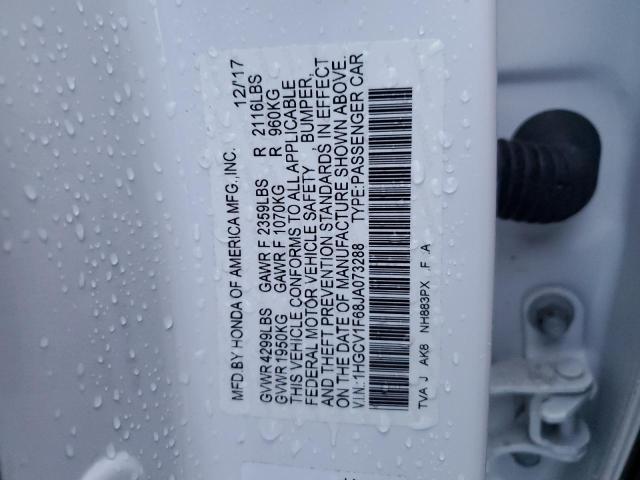 MFD.BY HONDA OF AMERICA MFG.,INC. 12/17
GVWR 4299LBS GAWR F 2359LBS R 2116LBS
GVWR 1950KG GAWR F 1070KG R 960KG
THIS VEHICLE CONFORMS TO ALL APPLICABLE
FEDERAL MOTOR VEHICLE SAFETY , BUMPER,
AND THEFT PREVENTION STANDARDS IN EFFECT
ON THE DATE OF MANUFACTURE SHOWN ABOVE.
V.I.N.: 1HGCV1F68JA073288 TYPE:PASSENGER CAR
TVA J AK8 NH883PX F A